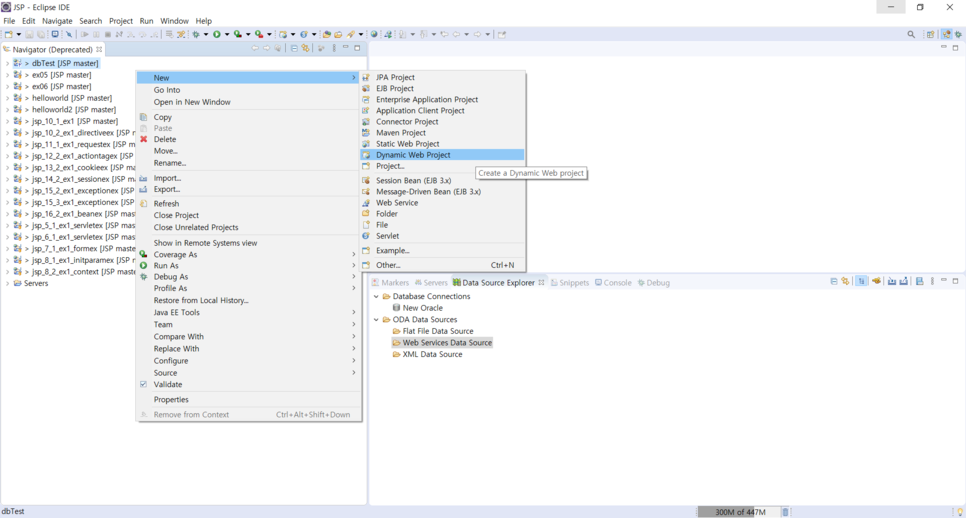 JSP - Eclipse IDE
File Edit Navigate Search Project Run Window Help
Navigator (Deprecated)
> dbTest [JSP master]
> ex05 [JSP master]
> ex06 [JSP master]
> helloworld [JSP master]
> helloworld2 [JSP master]
> jsp_10_1_ex1 [JSP master]
> jsp_10_2_ex1_directiveex [JSP
> jsp_11_1_ex1_requestex [JSP m
> jsp_12_2_ex1_actiontagex [JSP
> jsp_13_2_ex1_cookieex [JSP ma
> jsp_14_2_ex1_sessionex [JSP m
> jsp_15_2_ex1_exceptionex [JSP
> jsp_15_3_ex1_exceptionex [JSP
> jsp_16_2_ex1_beanex [JSP mas
> jsp_5_1_ex1_servletex [JSP mas
> jsp_6_1_ex1_servletex [JSP mas
> jsp_7_1_ex1_formex [JSP maste
> jsp_8_1_ex1_initparamex [JSP m
> jsp_8_2_ex1_context [JSP maste
Servers
New
Go Into
Open in New Window
Copy
Paste
Delete
Move...
Rename...
Import...
Export...
Refresh
Close Project
Close Unrelated Projects
Show in Remote Systems view
Coverage As
Run As
Debug As
Profile As
Restore from Local History...
Java EE Tools
Team
Compare With
Replace With
Configure
Source
Validate
Properties
Remove from Context Ctrl+Alt+Shift+Down
JPA Project
EJB Project
Enterprise Application Project
Application Client Project
Connector Project
Maven Project
Static Web Project
Dynamic Web Project
Project...
Create a Dynamic Web project
Session Bean (EJB 3.x)
Message-Driven Bean (EJB 3.x)
Web Service
Folder
File
Servlet
Example...
Other... Ctrl+N
Markers Servers Data Source Explorer Snippets Console Debug
Database Connections
New Oracle
ODA Data Sources
Flat File Data Source
Web Services Data Source
XML Data Source
dbTest
300M of 447M